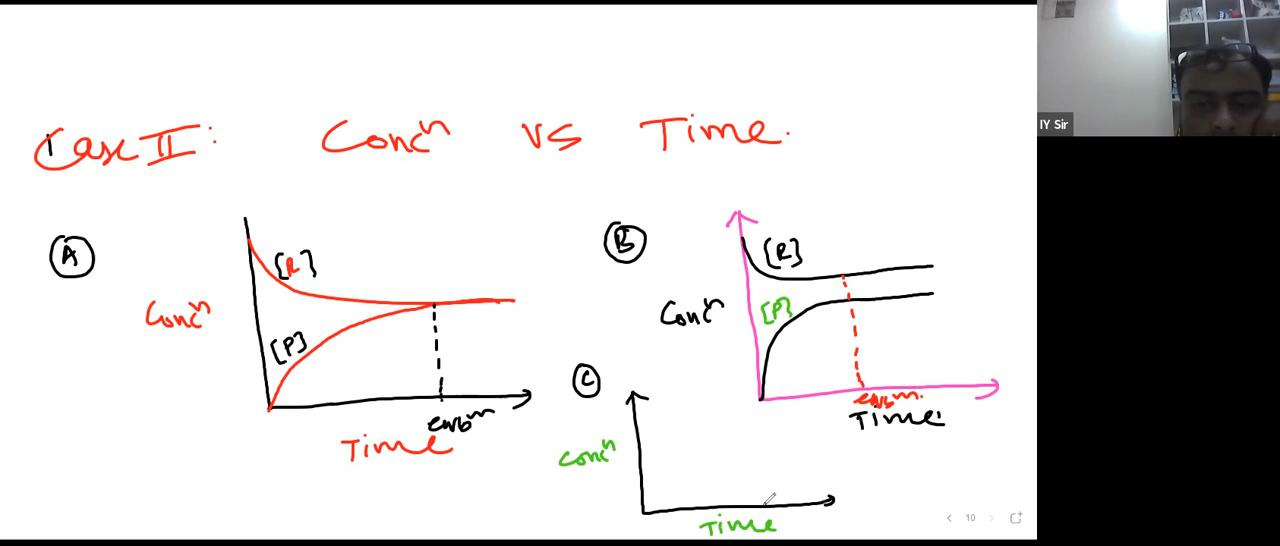 Case II: Concⁿ vs Time.
A
[R]
Concⁿ
[P]
eqbᵐ
Time
B
[R]
Concⁿ
[P]
eqbᵐ.
Time
C
Concⁿ
Time
IY Sir
10